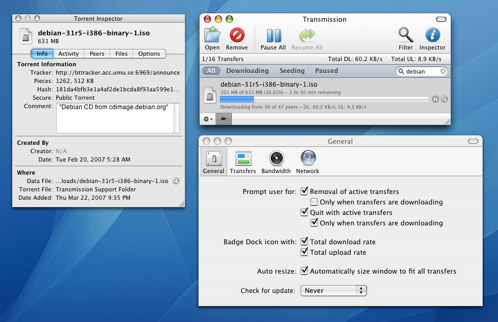 Torrent Inspector
debian-31r5-i386-binary-1.iso
631 MB
Info Activity Peers Files Options
Torrent Information
Tracker: http://bttracker.acc.umu.se:6969/announce
Pieces: 1262, 512 KB
Hash: 181da4bfb3e1a4af2de1bcda8f93aa599e1...
Secure: Public Torrent
Comment: "Debian CD from cdimage.debian.org"
Created By
Creator: N/A
Date: Tue Feb 20, 2007 5:28 AM
Where
Data File: ...loads/debian-31r5-i386-binary-1.iso
Torrent File: Transmission Support Folder
Date Added: Thu Mar 22, 2007 9:35 PM
Transmission
Open Remove Pause All Resume All Filter Inspector
1/16 Transfers Total DL: 60.2 KB/s Total UL: 8.9 KB/s
All Downloading Seeding Paused debian
debian-31r5-i386-binary-1.iso
101 MB of 631 MB (16.02%) - 2 hr 30 min remaining
Downloading from 36 of 47 peers - DL: 60.2 KB/s, UL: 4.3 KB/s
General
General Transfers Bandwidth Network
Prompt user for: Removal of active transfers
Only when transfers are downloading
Quit with active transfers
Only when transfers are downloading
Badge Dock icon with: Total download rate
Total upload rate
Auto resize: Automatically size window to fit all transfers
Check for update: Never